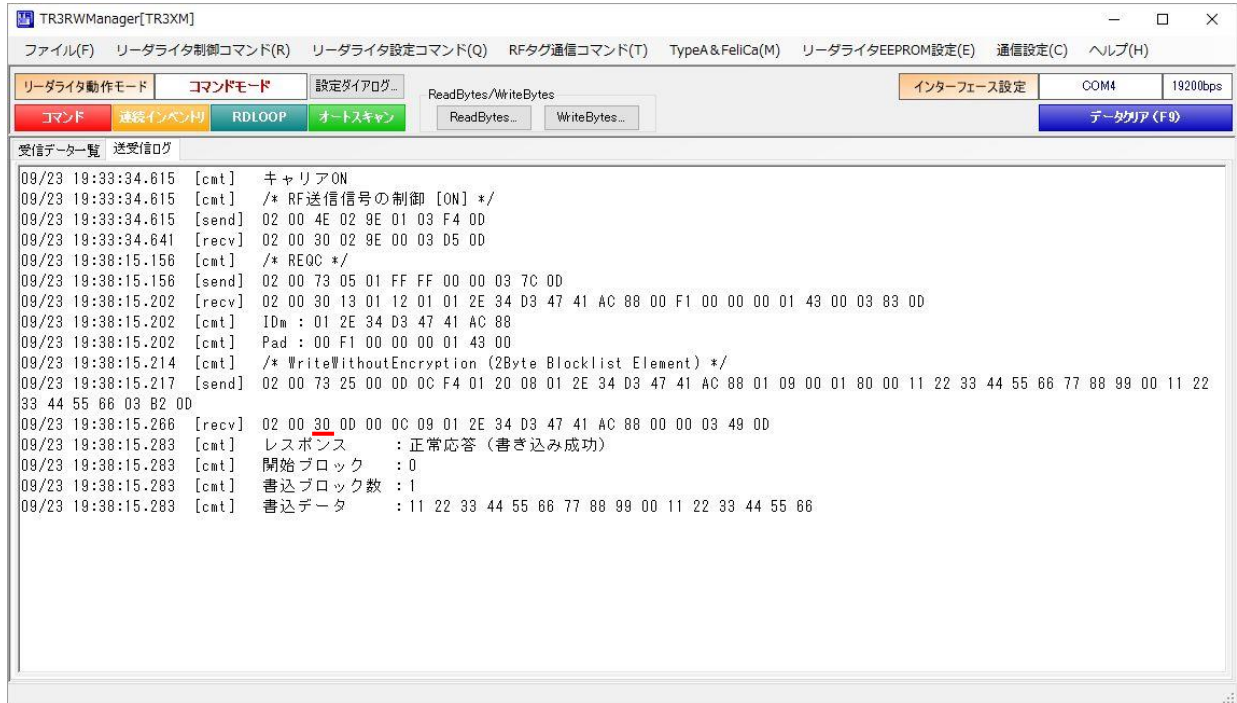 TR3RWManager[TR3XM]
ファイル(F) リーダライタ制御コマンド(R) リーダライタ設定コマンド(Q) RFタグ通信コマンド(T) TypeA&FeliCa(M) リーダライタEEPROM設定(E) 通信設定(C) ヘルプ(H)
リーダライタ動作モード コマンドモード 設定ダイアログ... ReadBytes/WriteBytes インターフェース設定 COM4 19200bps
コマンド 連続インベントリ RDLOOP オートスキャン ReadBytes... WriteBytes... データクリア(F9)
受信データ一覧 送受信ログ
09/23 19:33:34.615 [cmt] キャリアON
09/23 19:33:34.615 [cmt] /* RF送信信号の制御 [ON] */
09/23 19:33:34.615 [send] 02 00 4E 02 9E 01 03 F4 0D
09/23 19:33:34.641 [recv] 02 00 30 02 9E 00 03 D5 0D
09/23 19:38:15.156 [cmt] /* REQC */
09/23 19:38:15.156 [send] 02 00 73 05 01 FF FF 00 00 03 7C 0D
09/23 19:38:15.202 [recv] 02 00 30 13 01 12 01 01 2E 34 D3 47 41 AC 88 00 F1 00 00 00 01 43 00 03 83 0D
09/23 19:38:15.202 [cmt] IDm : 01 2E 34 D3 47 41 AC 88
09/23 19:38:15.202 [cmt] Pad : 00 F1 00 00 00 01 43 00
09/23 19:38:15.214 [cmt] /* WriteWithoutEncryption (2Byte Blocklist Element) */
09/23 19:38:15.217 [send] 02 00 73 25 00 0D 0C F4 01 20 08 01 2E 34 D3 47 41 AC 88 01 09 00 01 80 00 11 22 33 44 55 66 77 88 99 00 11 22
33 44 55 66 03 B2 0D
09/23 19:38:15.266 [recv] 02 00 30 0D 00 0C 09 01 2E 34 D3 47 41 AC 88 00 00 03 49 0D
09/23 19:38:15.283 [cmt] レスポンス :正常応答(書き込み成功)
09/23 19:38:15.283 [cmt] 開始ブロック :0
09/23 19:38:15.283 [cmt] 書込ブロック数 :1
09/23 19:38:15.283 [cmt] 書込データ :11 22 33 44 55 66 77 88 99 00 11 22 33 44 55 66